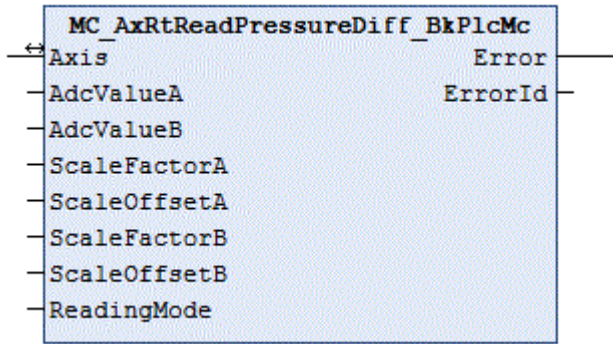 MC_AxRtReadPressureDiff_BkPlcMc
Axis Error
AdcValueA ErrorId
AdcValueB
ScaleFactorA
ScaleOffsetA
ScaleFactorB
ScaleOffsetB
ReadingMode